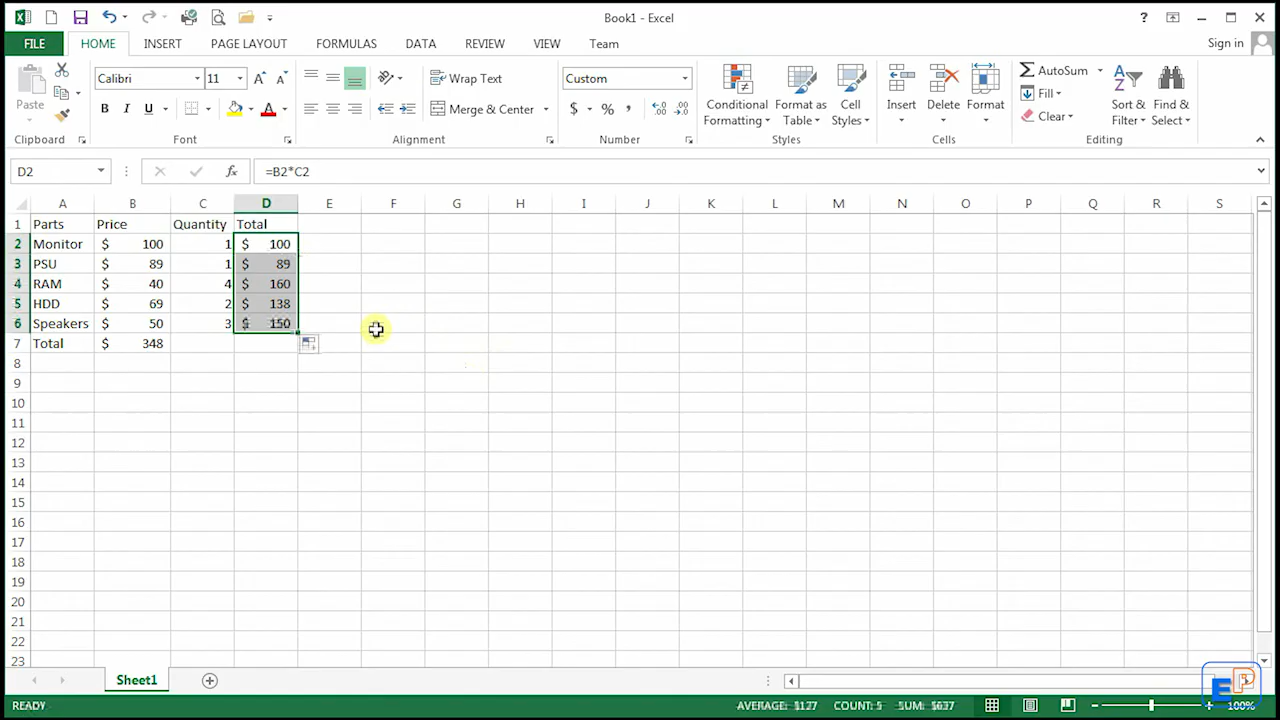 Book1 - Excel
?
FILE HOME INSERT PAGE LAYOUT FORMULAS DATA REVIEW VIEW Team Sign in
Calibri 11 Wrap Text Custom AutoSum
Paste B I U Merge & Center $ % Conditional Formatting Format as Table Cell Styles Insert Delete Format Fill Sort & Filter Find & Select
Clear
Clipboard Font Alignment Number Styles Cells Editing
D2 fx =B2*C2
A B C D E F G H I J K L M N O P Q R S
1 Parts Price Quantity Total
2 Monitor $ 100 1 $ 100
3 PSU $ 89 1 $ 89
4 RAM $ 40 4 $ 160
5 HDD $ 69 2 $ 138
6 Speakers $ 50 3 $ 150
7 Total $ 348
8
9
10
11
12
13
14
15
16
17
18
19
20
21
22
23
Sheet1
EP
READY AVERAGE: $127 COUNT: 5 SUM: $637 100%